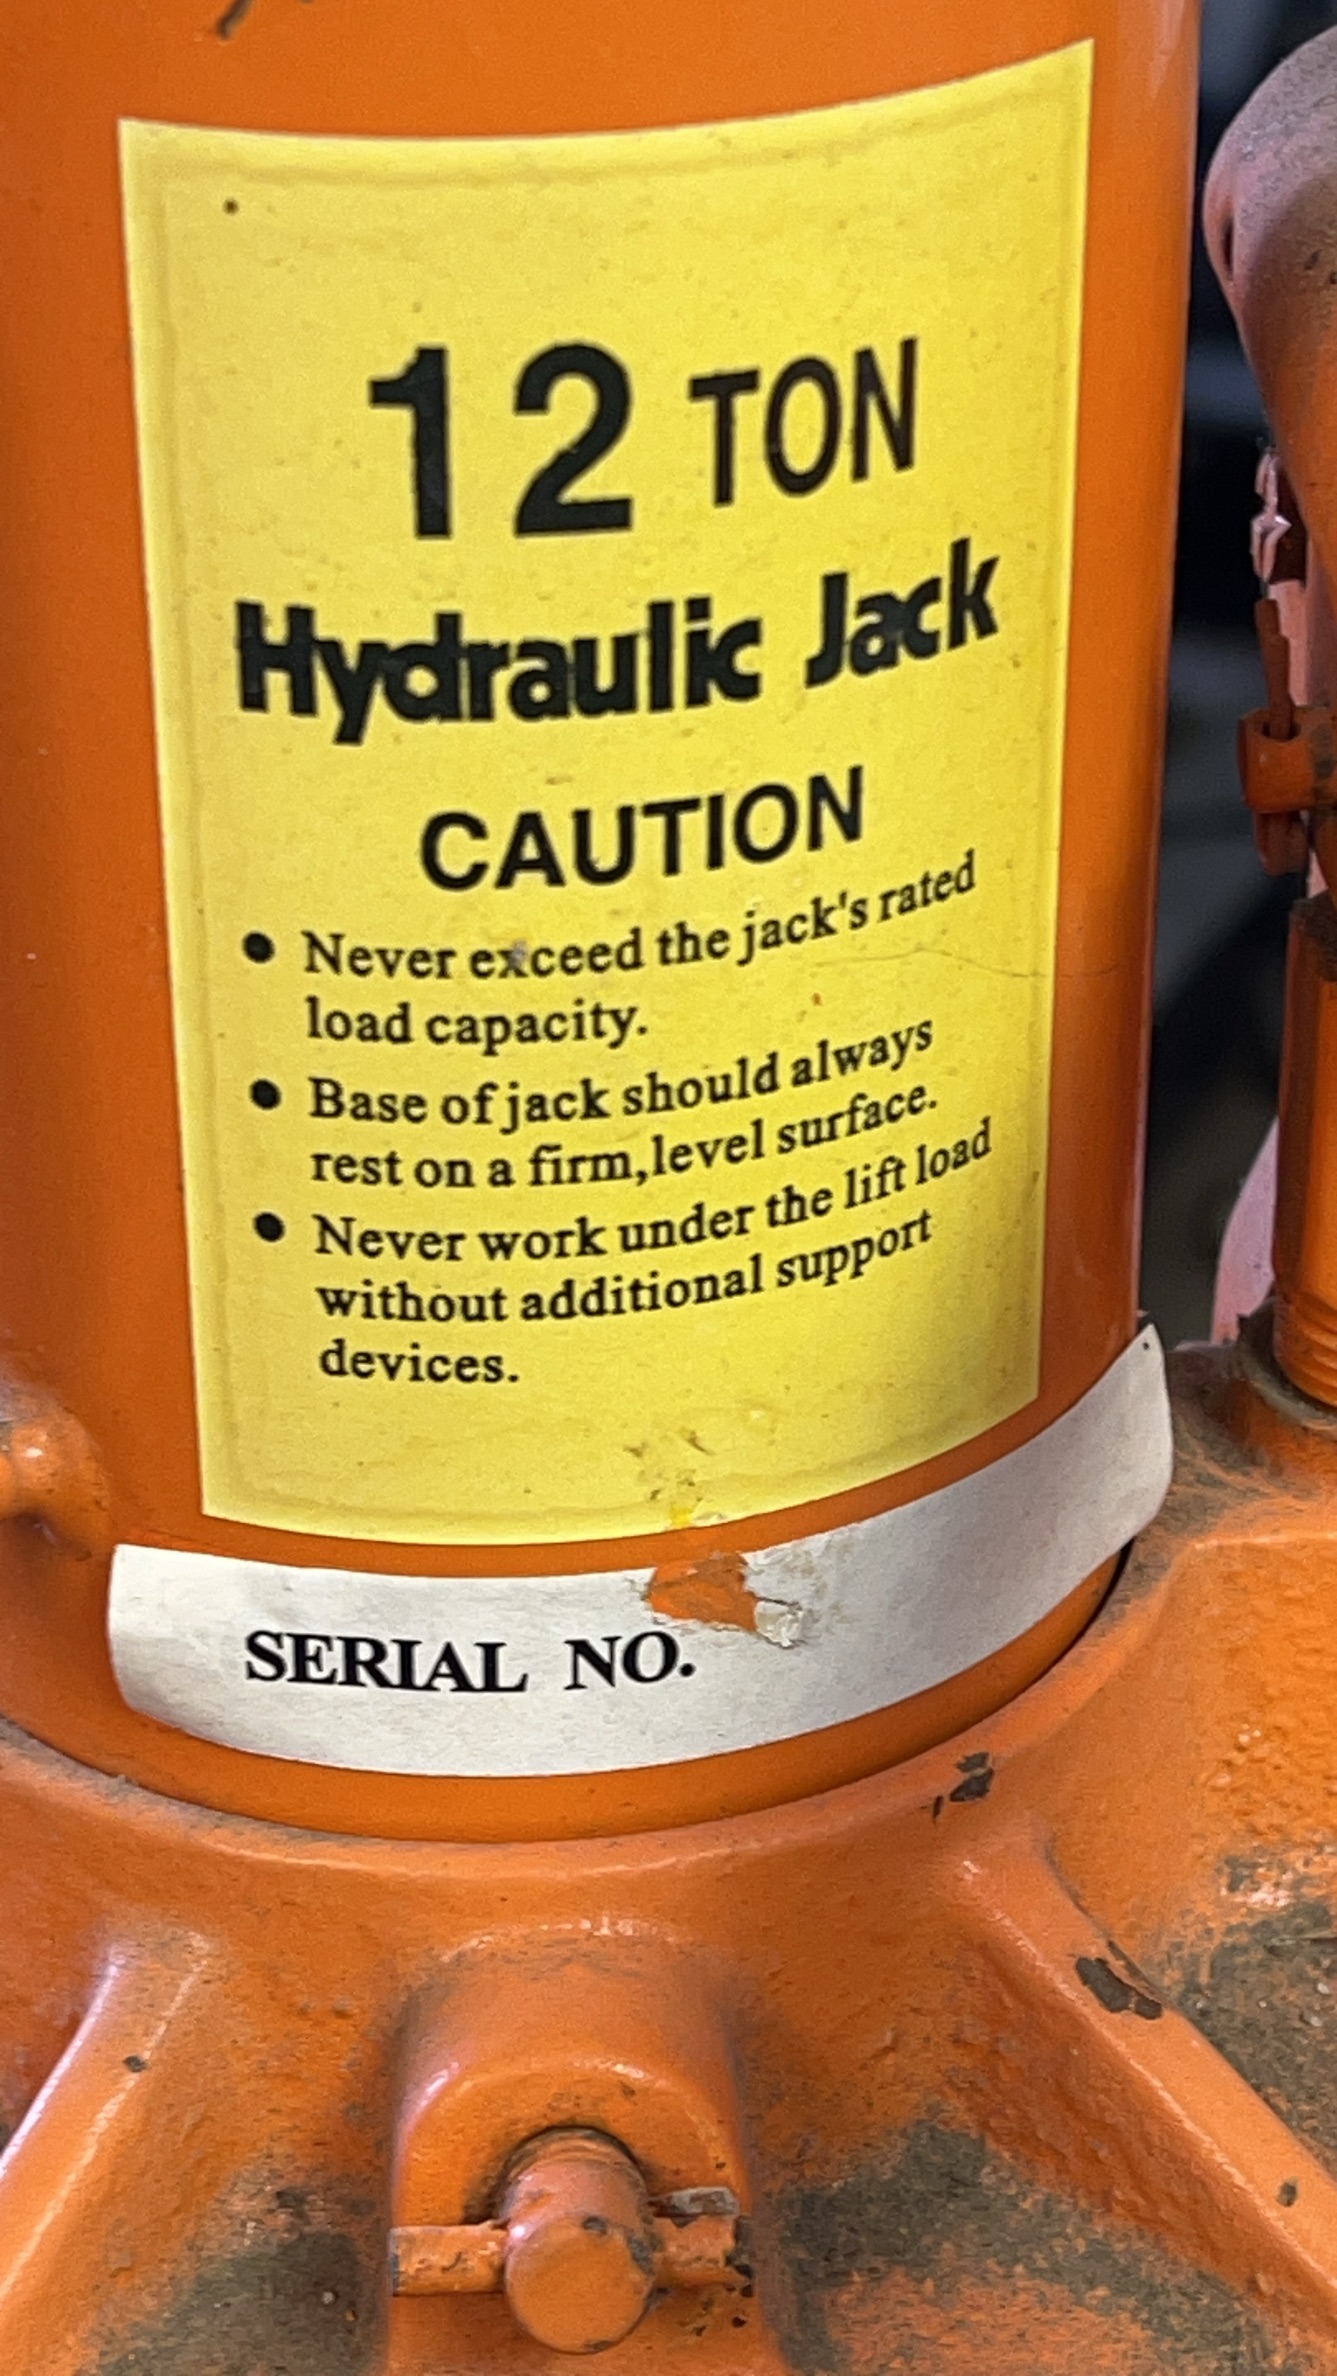 12 TON
Hydraulic Jack
CAUTION
● Never exceed the jack's rated
load capacity.
● Base of jack should always
rest on a firm,level surface.
● Never work under the lift load
without additional support
devices.
SERIAL NO.